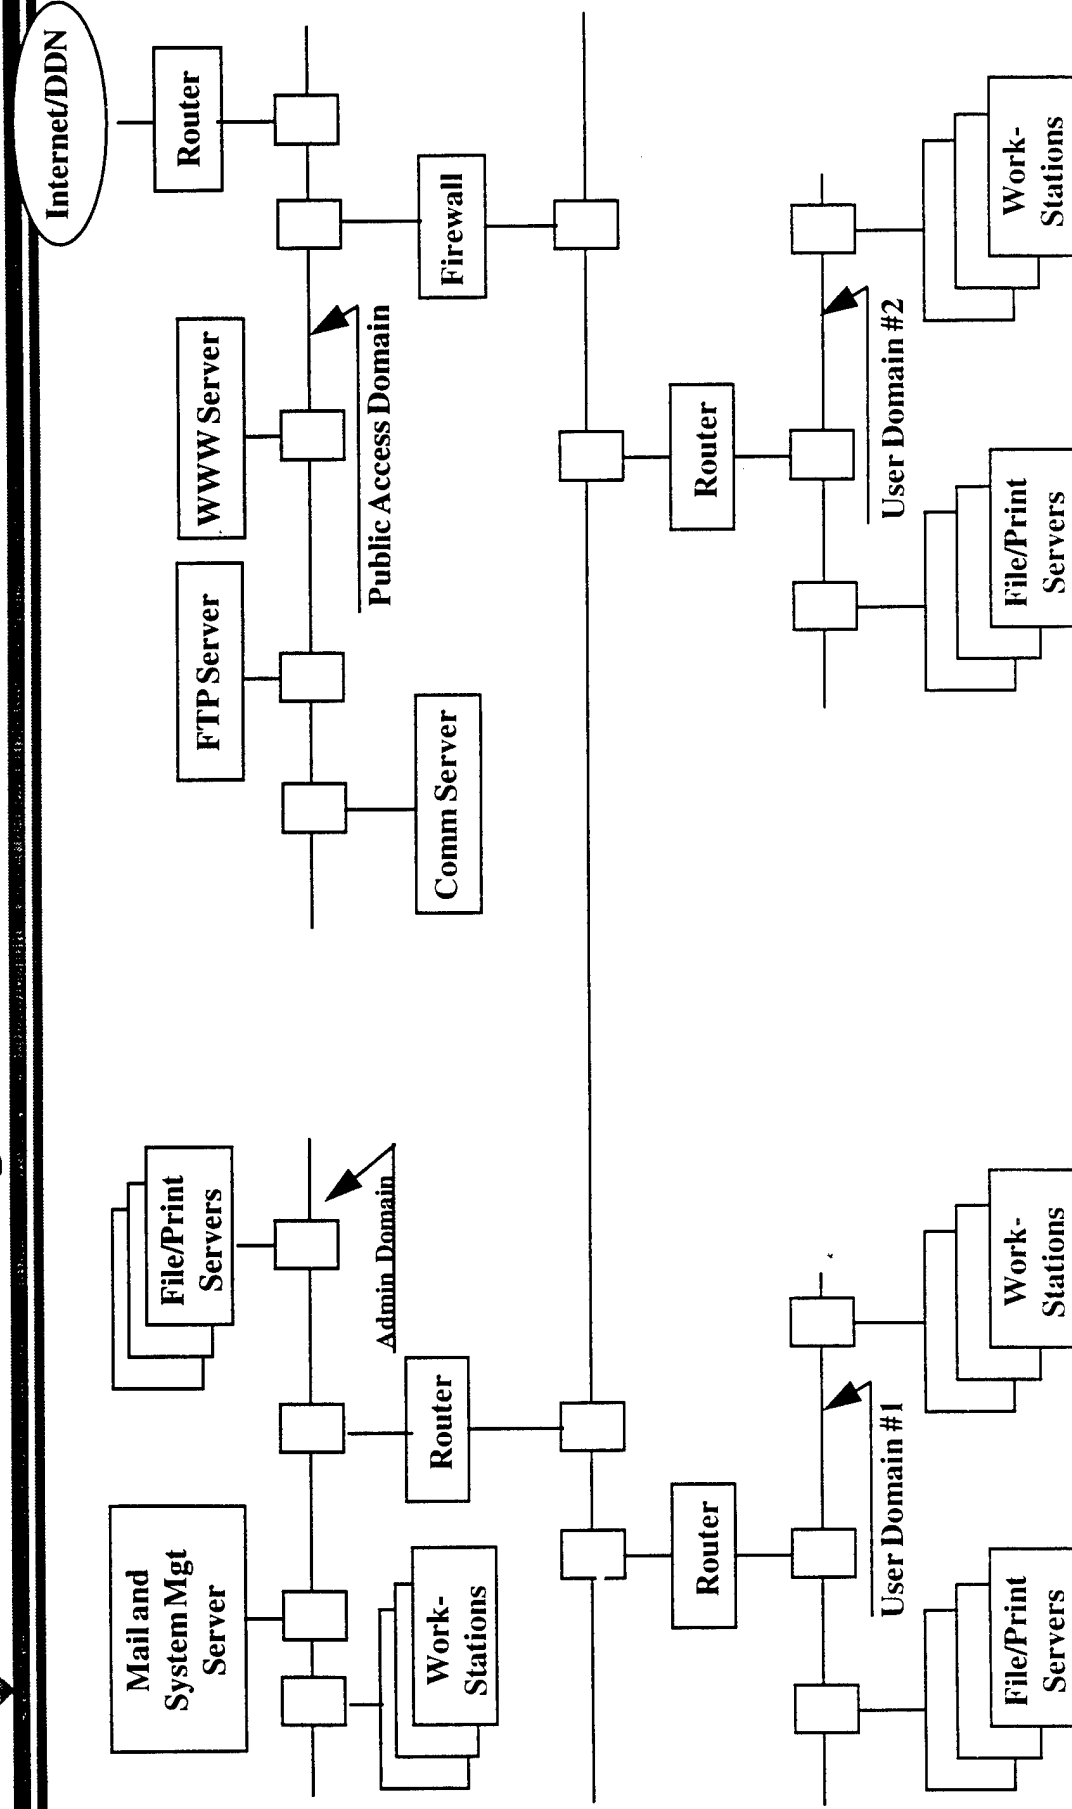 Internet/DDN
Mail and
System Mgt
Server
File/Print
Servers
FTP Server
WWW Server
Router
Work-
Stations
Router
Admin Domain
Comm Server
Public Access Domain
Firewall
Router
Router
User Domain #1
User Domain #2
File/Print
Servers
Work-
Stations
File/Print
Servers
Work-
Stations